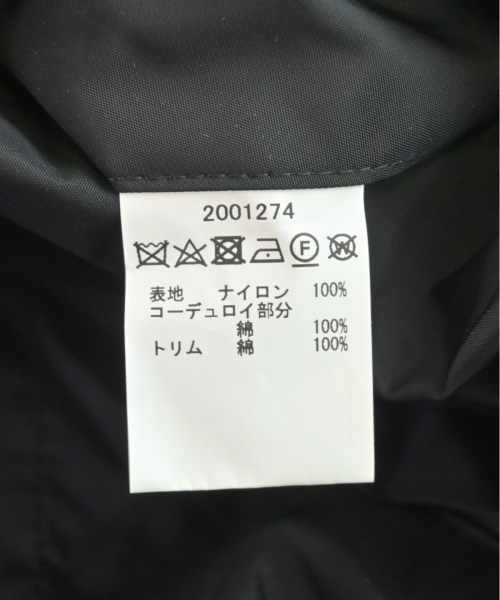 2001274
表地 ナイロン 100%
コーデュロイ部分
綿 100%
トリム 綿 100%